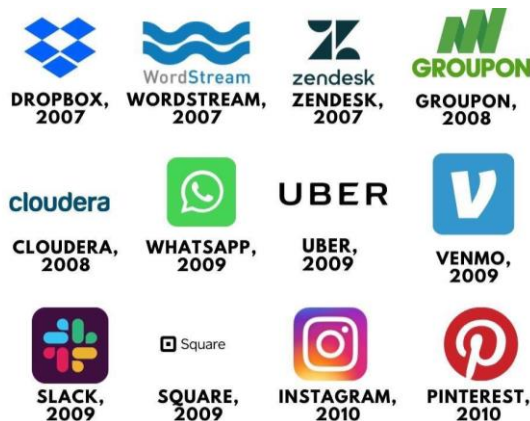 WordStream
zendesk
GROUPON
DROPBOX, WORDSTREAM, ZENDESK, GROUPON,
2007 2007 2007 2008
cloudera
UBER
CLOUDERA, WHATSAPP, UBER, VENMO,
2008 2009 2009 2009
Square
SLACK, SQUARE, INSTAGRAM, PINTEREST,
2009 2009 2010 2010